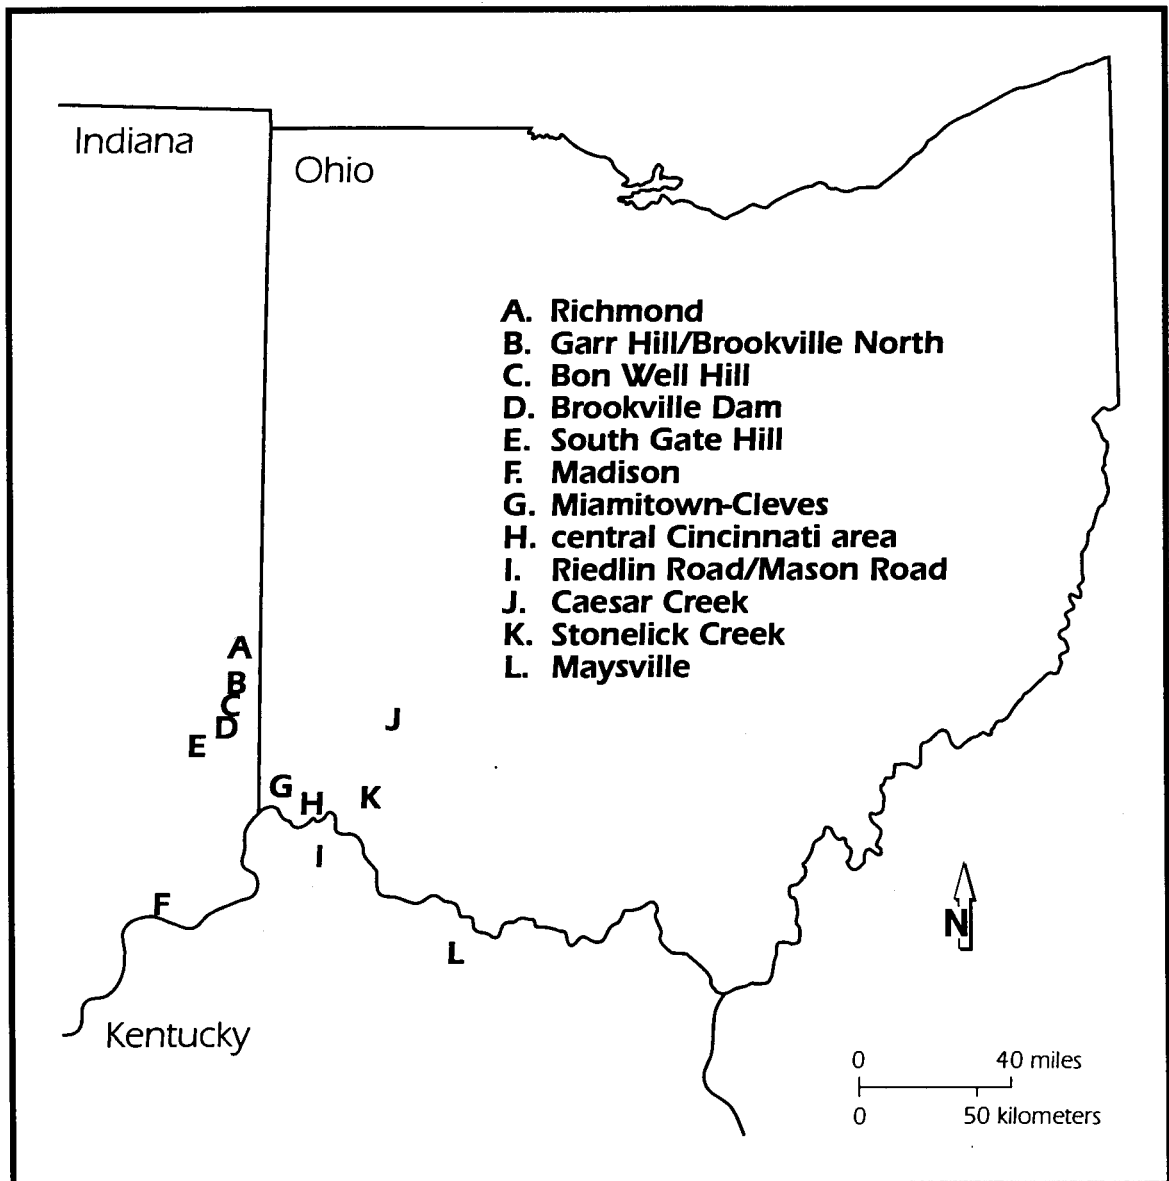 Indiana
Ohio
A. Richmond
B. Garr Hill/Brookville North
C. Bon Well Hill
D. Brookville Dam
E. South Gate Hill
F. Madison
G. Miamitown-Cleves
H. central Cincinnati area
I. Riedlin Road/Mason Road
J. Caesar Creek
K. Stonelick Creek
L. Maysville
A
B
C
D
E
J
G
H
K
I
F
L
N
Kentucky
0 40 miles
0 50 kilometers